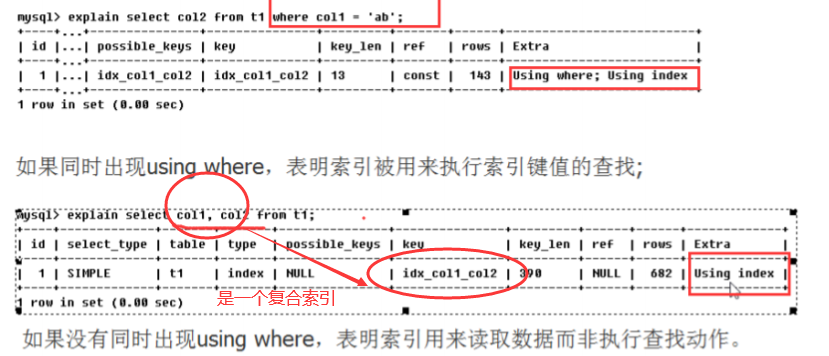 mysql> explain select col2 from t1 where col1 = 'ab';
+----+...+---------------+---------------+---------+-------+------+--------------------------+
| id |...| possible_keys | key | key_len | ref | rows | Extra |
| 1 |...| idx_col1_col2 | idx_col1_col2 | 13 | const | 143 | Using where; Using index
1 row in set (0.00 sec)
如果同时出现using where，表明索引被用来执行索引键值的查找;
mysql> explain select col1, col2 from t1;
| id | select_type | table | type | possible_keys | key | key_len | ref | rows | Extra |
| 1 | SIMPLE | t1 | index | NULL | idx_col1_col2 | 390 | NULL | 682 | Using index |
1 row in set (0.00 sec)
是一个复合索引
如果没有同时出现using where，表明索引用来读取数据而非执行查找动作。